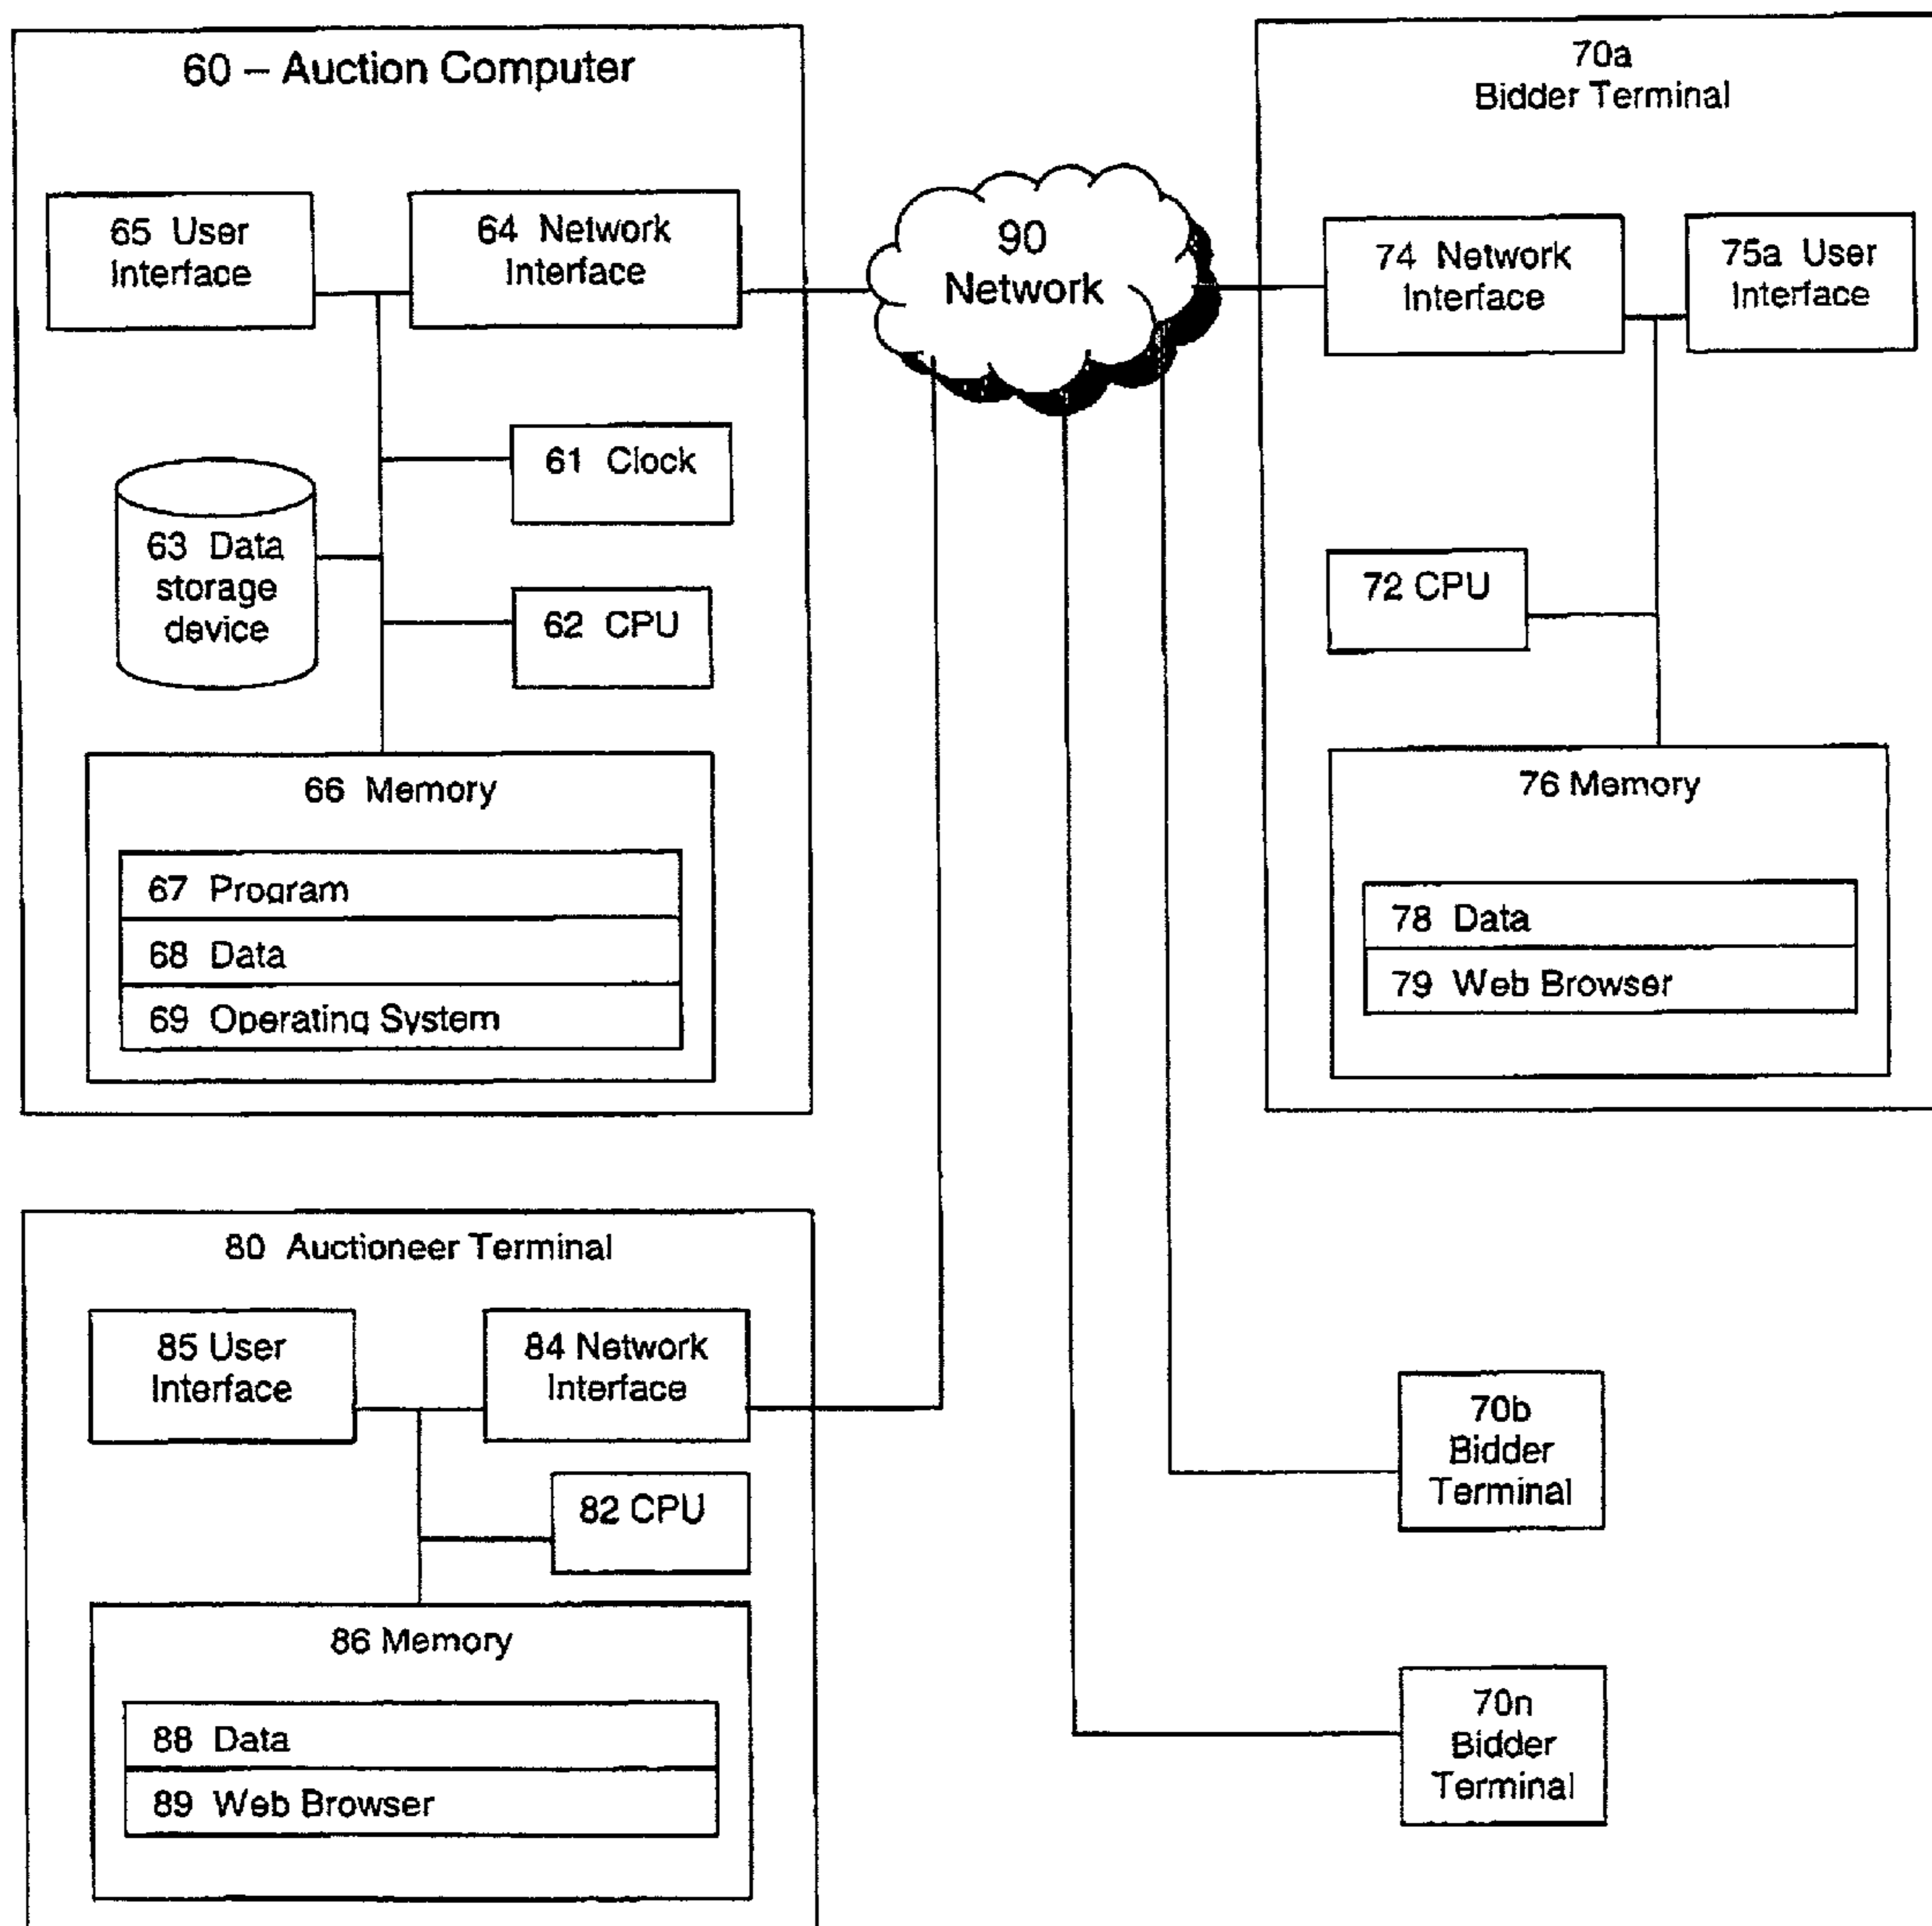 60 – Auction Computer
65 User
Interface
64 Network
Interface
61 Clock
63 Data
storage
device
62 CPU
66 Memory
67 Program
68 Data
69 Operating System
90
Network
70a
Bidder Terminal
74 Network
Interface
75a User
Interface
72 CPU
76 Memory
78 Data
79 Web Browser
80 Auctioneer Terminal
85 User
Interface
84 Network
Interface
82 CPU
86 Memory
88 Data
89 Web Browser
70b
Bidder
Terminal
70n
Bidder
Terminal